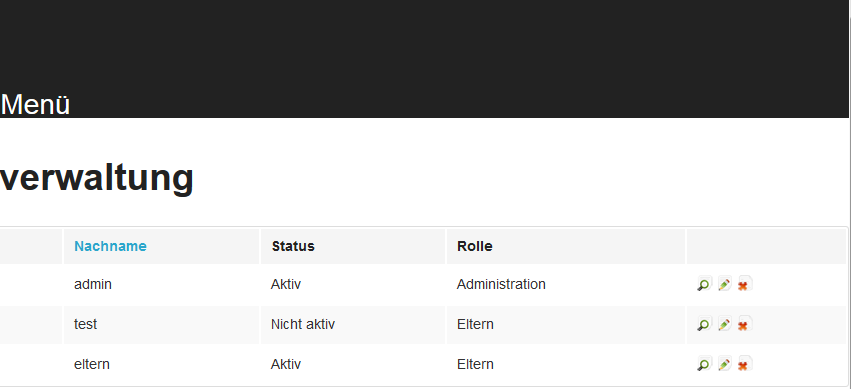 Menü
verwaltung
Nachname Status Rolle
admin Aktiv Administration
test Nicht aktiv Eltern
eltern Aktiv Eltern